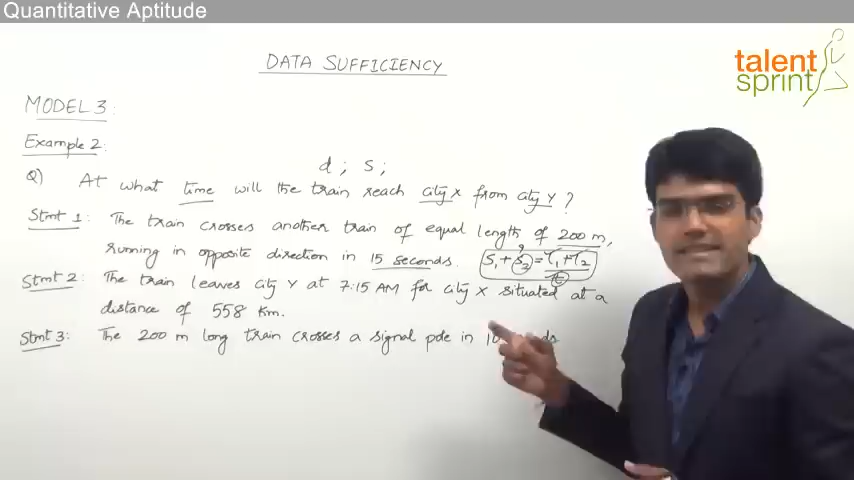 Quantitative Aptitude
talent
sprint
DATA SUFFICIENCY
MODEL 3:
Example 2:
d ; S ;
Q) At what time will the train reach city X from city Y ?
Stmt 1: The train crosses another train of equal length of 200 m,
running in opposite direction in 15 seconds. S1 + S2 = T1 + T2
t
Stmt 2: The train leaves city Y at 7:15 AM for city X situated at a
distance of 558 km.
Stmt 3: The 200 m long train crosses a signal pole in